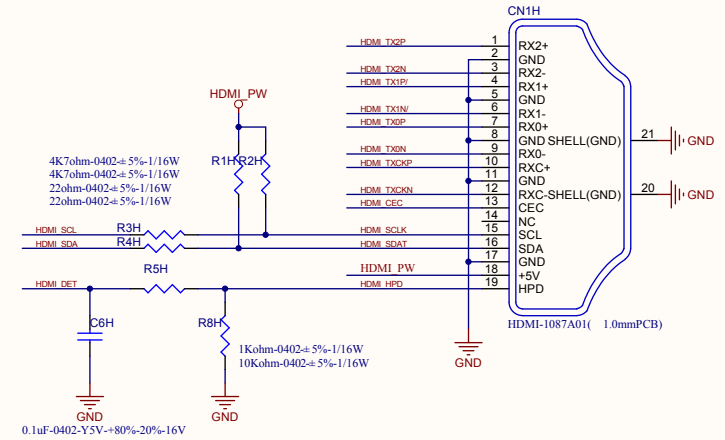 CN1H
HDMI_TX2P 1 RX2+
2 GND
HDMI_TX2N 3 RX2-
HDMI_TX1P/ 4 RX1+
5 GND
HDMI_TX1N/ 6 RX1-
HDMI_TX0P 7 RX0+
8 GND SHELL(GND) 21 GND
HDMI_TX0N 9 RX0-
HDMI_TXCKP 10 RXC+
11 GND
HDMI_TXCKN 12 RXC- SHELL(GND) 20 GND
HDMI_CEC 13 CEC
14 NC
HDMI_SCLK 15 SCL
HDMI_SDAT 16 SDA
17 GND
HDMI_PW 18 +5V
HDMI_HPD 19 HPD
HDMI-1087A01( 1.0mmPCB)
GND
HDMI_PW
R1H R2H
4K7ohm-0402-±5%-1/16W
4K7ohm-0402-±5%-1/16W
22ohm-0402-±5%-1/16W
22ohm-0402-±5%-1/16W
HDMI_SCL R3H
HDMI_SDA R4H
R5H
HDMI_DET
C6H
R8H
1Kohm-0402-±5%-1/16W
10Kohm-0402-±5%-1/16W
GND
GND
0.1uF-0402-Y5V-+80%-20%-16V